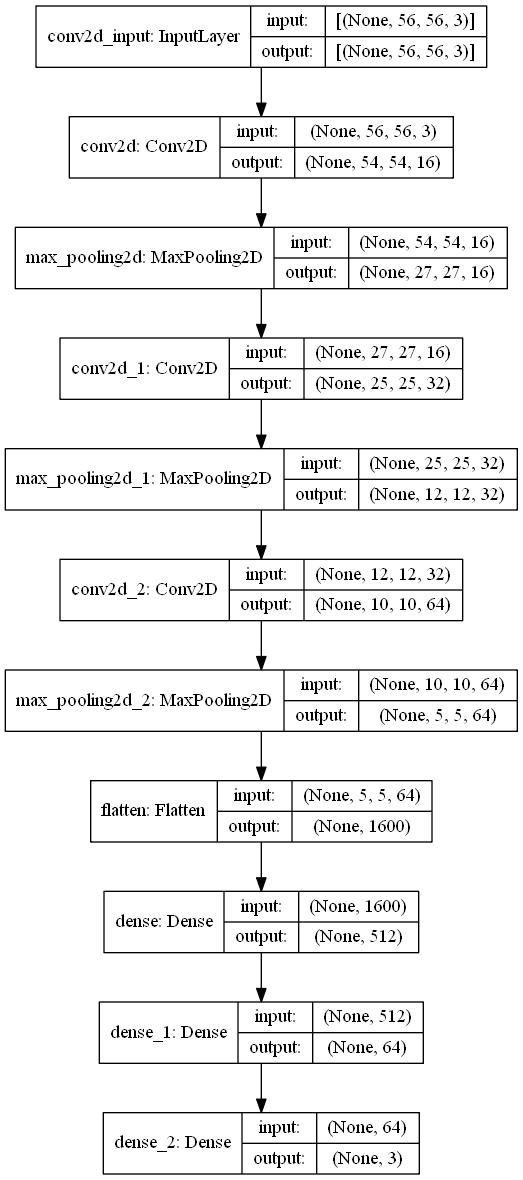 conv2d_input: InputLayer
input: [(None, 56, 56, 3)]
output: [(None, 56, 56, 3)]
conv2d: Conv2D
input: (None, 56, 56, 3)
output: (None, 54, 54, 16)
max_pooling2d: MaxPooling2D
input: (None, 54, 54, 16)
output: (None, 27, 27, 16)
conv2d_1: Conv2D
input: (None, 27, 27, 16)
output: (None, 25, 25, 32)
max_pooling2d_1: MaxPooling2D
input: (None, 25, 25, 32)
output: (None, 12, 12, 32)
conv2d_2: Conv2D
input: (None, 12, 12, 32)
output: (None, 10, 10, 64)
max_pooling2d_2: MaxPooling2D
input: (None, 10, 10, 64)
output: (None, 5, 5, 64)
flatten: Flatten
input: (None, 5, 5, 64)
output: (None, 1600)
dense: Dense
input: (None, 1600)
output: (None, 512)
dense_1: Dense
input: (None, 512)
output: (None, 64)
dense_2: Dense
input: (None, 64)
output: (None, 3)